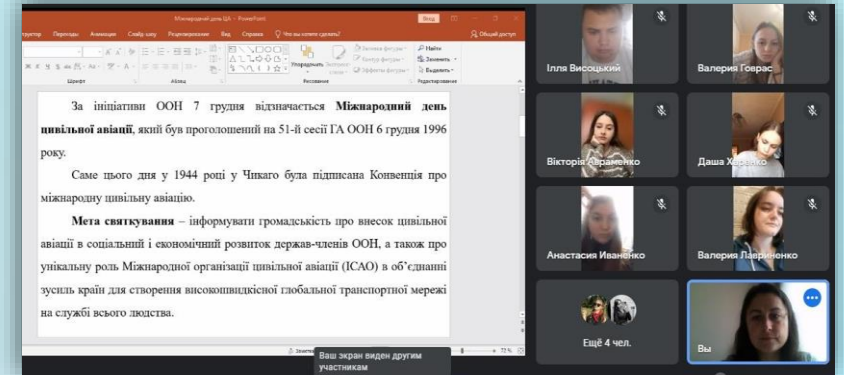 Міжнародний день ЦА - PowerPoint
Вход
Переходы Анимация Слайд-шоу Рецензирование Вид Справка Что вы хотите сделать? Общий доступ
Упорядочить
Заливка фигуры
Контур фигуры
Эффекты фигуры
Найти
Заменить
Выделить
Шрифт Абзац Рисование Редактирование
За ініціативи ООН 7 грудня відзначається Міжнародний день
цивільної авіації, який був проголошений на 51-й сесії ГА ООН 6 грудня 1996
року.
Саме цього дня у 1944 році у Чикаго була підписана Конвенція про
міжнародну цивільну авіацію.
Мета святкування – інформувати громадськість про внесок цивільної
авіації в соціальний і економічний розвиток держав-членів ООН, а також про
унікальну роль Міжнародної організації цивільної авіації (ІСАО) в об’єднанні
зусиль країн для створення високошвидкісної глобальної транспортної мережі
на службі всього людства.
72 %
Ваш экран виден другим
участникам
Ілля Висоцький
Валерия Говрас
Вікторія Авраменко
Даша Харенко
Анастасия Иваненко
Валерия Лавриненко
Ещё 4 чел.
Вы